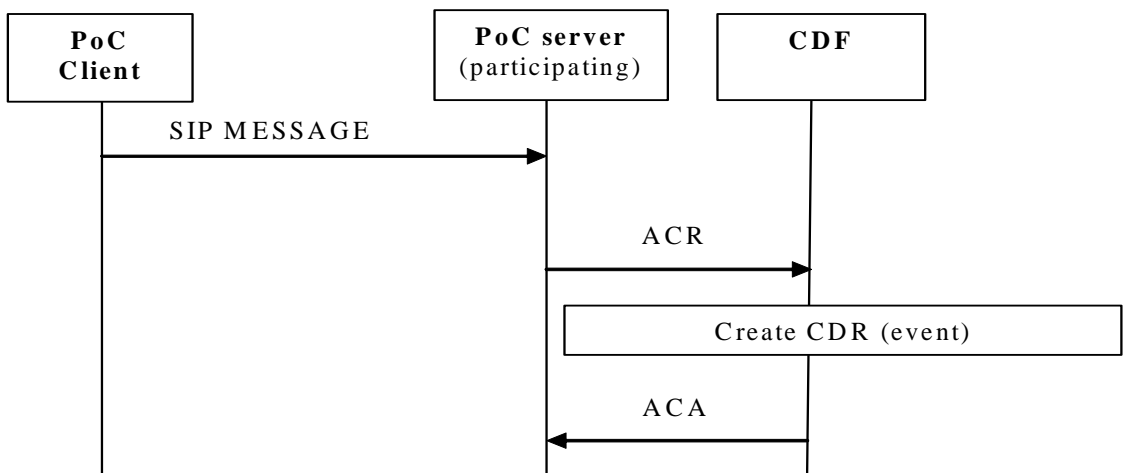 PoC
Client
PoC server
(participating)
CDF
SIP MESSAGE
ACR
Create CDR (event)
ACA